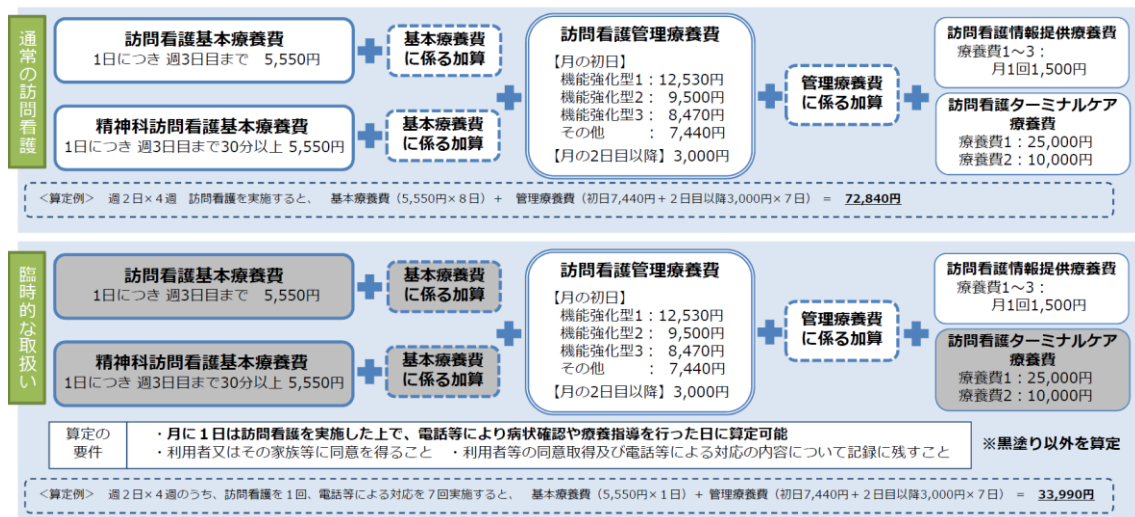 通常の訪問看護
訪問看護基本療養費
1日につき 週3日目まで 5,550円
基本療養費
に係る加算
精神科訪問看護基本療養費
1日につき 週3日目まで30分以上 5,550円
基本療養費
に係る加算
訪問看護管理療養費
【月の初日】
機能強化型1：12,530円
機能強化型2： 9,500円
機能強化型3： 8,470円
その他 ： 7,440円
【月の2日目以降】3,000円
管理療養費
に係る加算
訪問看護情報提供療養費
療養費1～3：
月1回1,500円
訪問看護ターミナルケア
療養費
療養費1：25,000円
療養費2：10,000円
＜算定例＞ 週２日×４週 訪問看護を実施すると、 基本療養費（5,550円×８日）＋ 管理療養費（初日7,440円＋２日目以降3,000円×７日） ＝ 72,840円
臨時的な取扱い
訪問看護基本療養費
1日につき 週3日目まで 5,550円
基本療養費
に係る加算
精神科訪問看護基本療養費
1日につき 週3日目まで30分以上 5,550円
基本療養費
に係る加算
訪問看護管理療養費
【月の初日】
機能強化型1：12,530円
機能強化型2： 9,500円
機能強化型3： 8,470円
その他 ： 7,440円
【月の2日目以降】3,000円
管理療養費
に係る加算
訪問看護情報提供療養費
療養費1～3：
月1回1,500円
訪問看護ターミナルケア
療養費
療養費1：25,000円
療養費2：10,000円
算定の
要件
・月に１日は訪問看護を実施した上で、電話等により病状確認や療養指導を行った日に算定可能
・利用者又はその家族等に同意を得ること ・利用者等の同意取得及び電話等による対応の内容について記録に残すこと
※黒塗り以外を算定
＜算定例＞ 週２日×４週のうち、訪問看護を１回、電話等による対応を７回実施すると、 基本療養費（5,550円×１日）＋ 管理療養費（初日7,440円＋２日目以降3,000円×７日） ＝ 33,990円